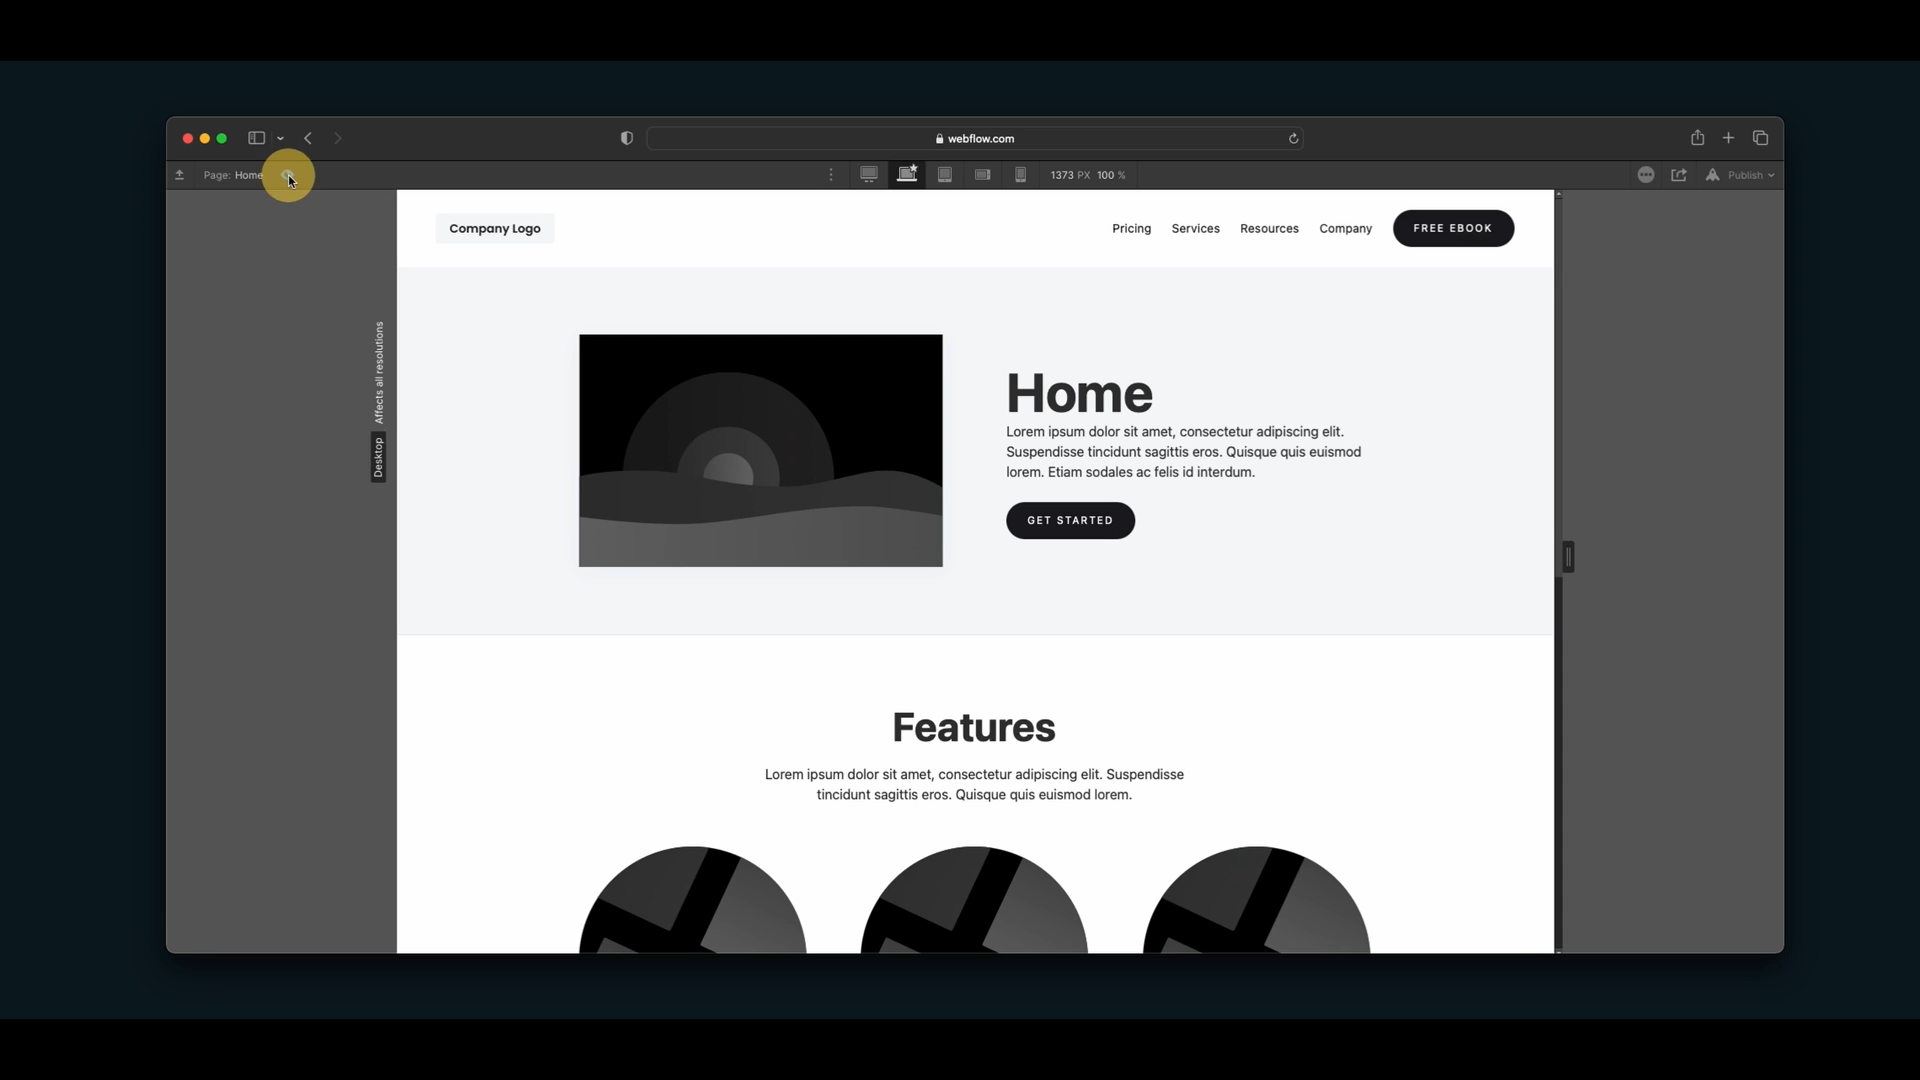 webflow.com
Page: Home
1373 PX 100 %
Publish
Company Logo
Pricing Services Resources Company FREE EBOOK
Desktop Affects all resolutions
Home
Lorem ipsum dolor sit amet, consectetur adipiscing elit.
Suspendisse tincidunt sagittis eros. Quisque quis euismod
lorem. Etiam sodales ac felis id interdum.
GET STARTED
Features
Lorem ipsum dolor sit amet, consectetur adipiscing elit. Suspendisse
tincidunt sagittis eros. Quisque quis euismod lorem.